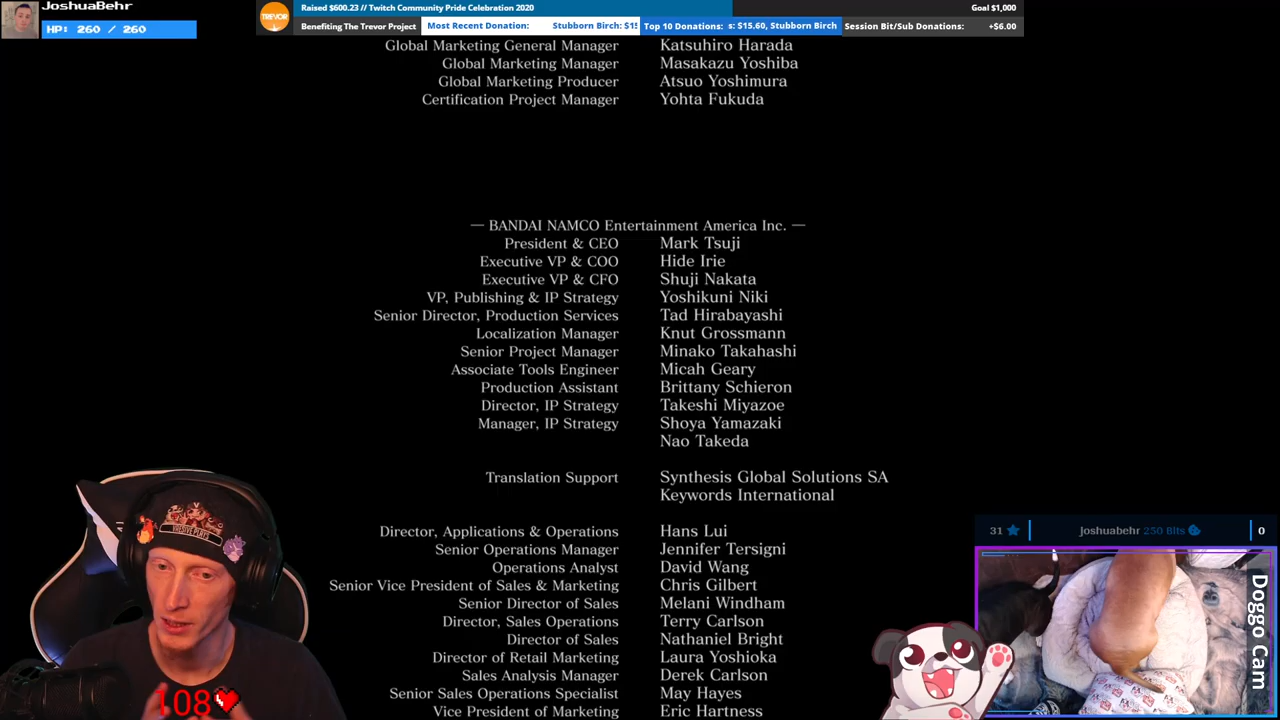 JoshuaBehr
HP: 260 / 260
Raised $600.23 // Twitch Community Pride Celebration 2020
Goal $1,000
TREVOR
Benefiting The Trevor Project
Most Recent Donation:
Stubborn Birch: $15
Top 10 Donations:
s: $15.60, Stubborn Birch
Session Bit/Sub Donations:
+$6.00
Global Marketing General Manager Katsuhiro Harada
Global Marketing Manager Masakazu Yoshiba
Global Marketing Producer Atsuo Yoshimura
Certification Project Manager Yohta Fukuda
— BANDAI NAMCO Entertainment America Inc. —
President & CEO Mark Tsuji
Executive VP & COO Hide Irie
Executive VP & CFO Shuji Nakata
VP, Publishing & IP Strategy Yoshikuni Niki
Senior Director, Production Services Tad Hirabayashi
Localization Manager Knut Grossmann
Senior Project Manager Minako Takahashi
Associate Tools Engineer Micah Geary
Production Assistant Brittany Schieron
Director, IP Strategy Takeshi Miyazoe
Manager, IP Strategy Shoya Yamazaki
Nao Takeda
Translation Support Synthesis Global Solutions SA
Keywords International
Director, Applications & Operations Hans Lui
Senior Operations Manager Jennifer Tersigni
Operations Analyst David Wang
Senior Vice President of Sales & Marketing Chris Gilbert
Senior Director of Sales Melani Windham
Director, Sales Operations Terry Carlson
Director of Sales Nathaniel Bright
Director of Retail Marketing Laura Yoshioka
Sales Analysis Manager Derek Carlson
Senior Sales Operations Specialist May Hayes
Vice President of Marketing Eric Hartness
31
joshuabehr 250 Bits
0
Doggo Cam
108